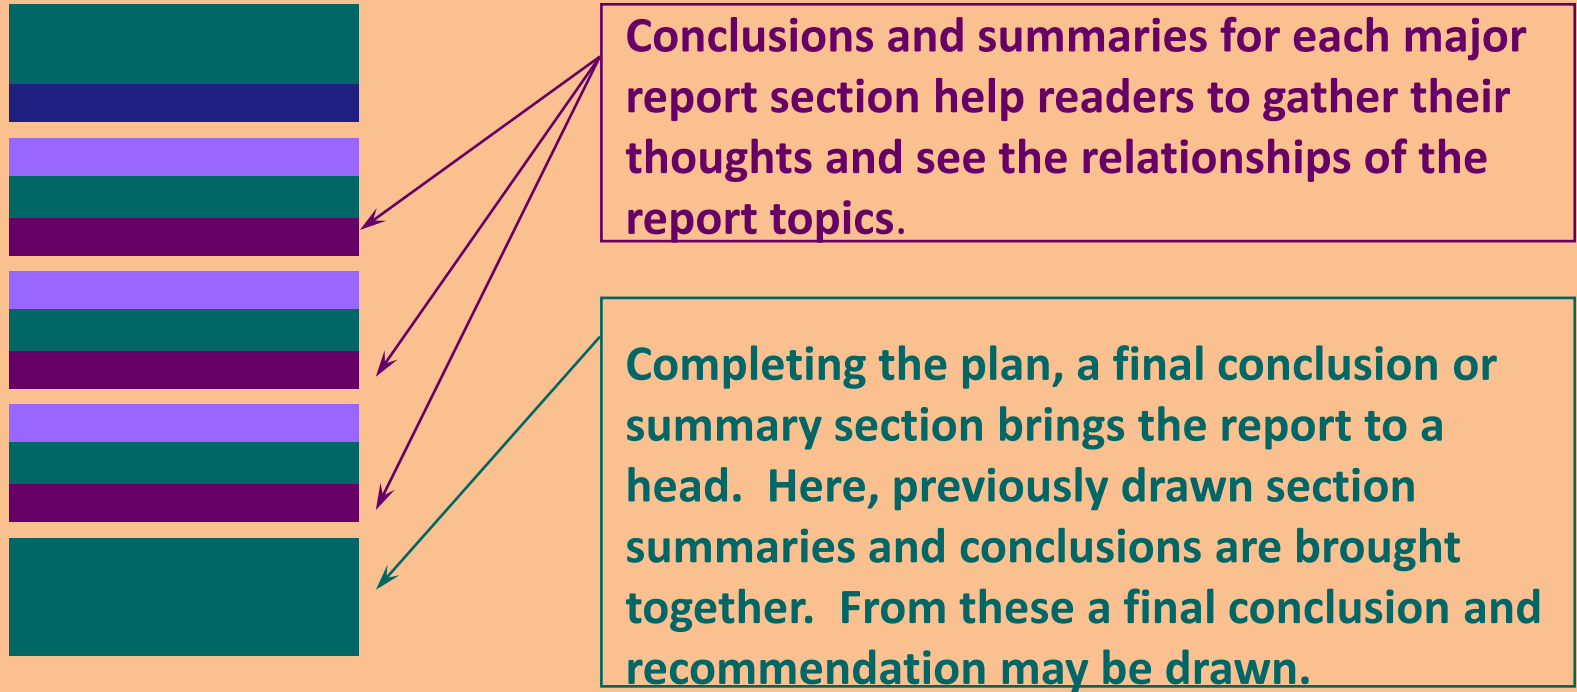 Conclusions and summaries for each major
report section help readers to gather their
thoughts and see the relationships of the
report topics.
Completing the plan, a final conclusion or
summary section brings the report to a
head.  Here, previously drawn section
summaries and conclusions are brought
together.  From these a final conclusion and
recommendation may be drawn.